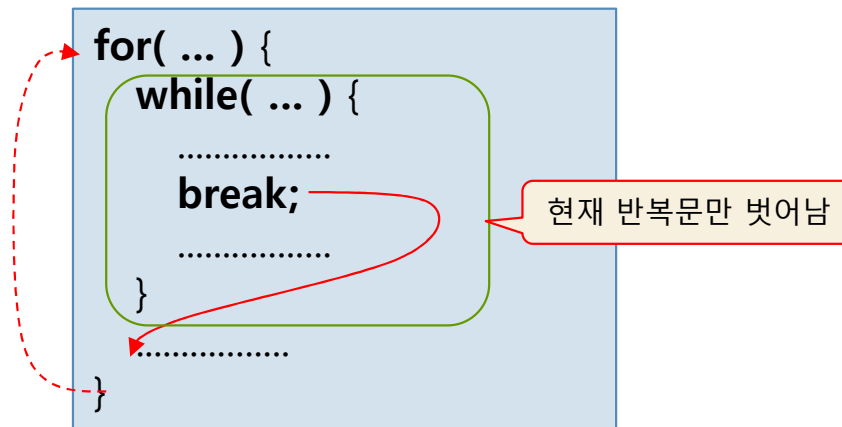 for( ... ) {
while( ... ) {
.................
break;
.................
}
.................
}
현재 반복문만 벗어남